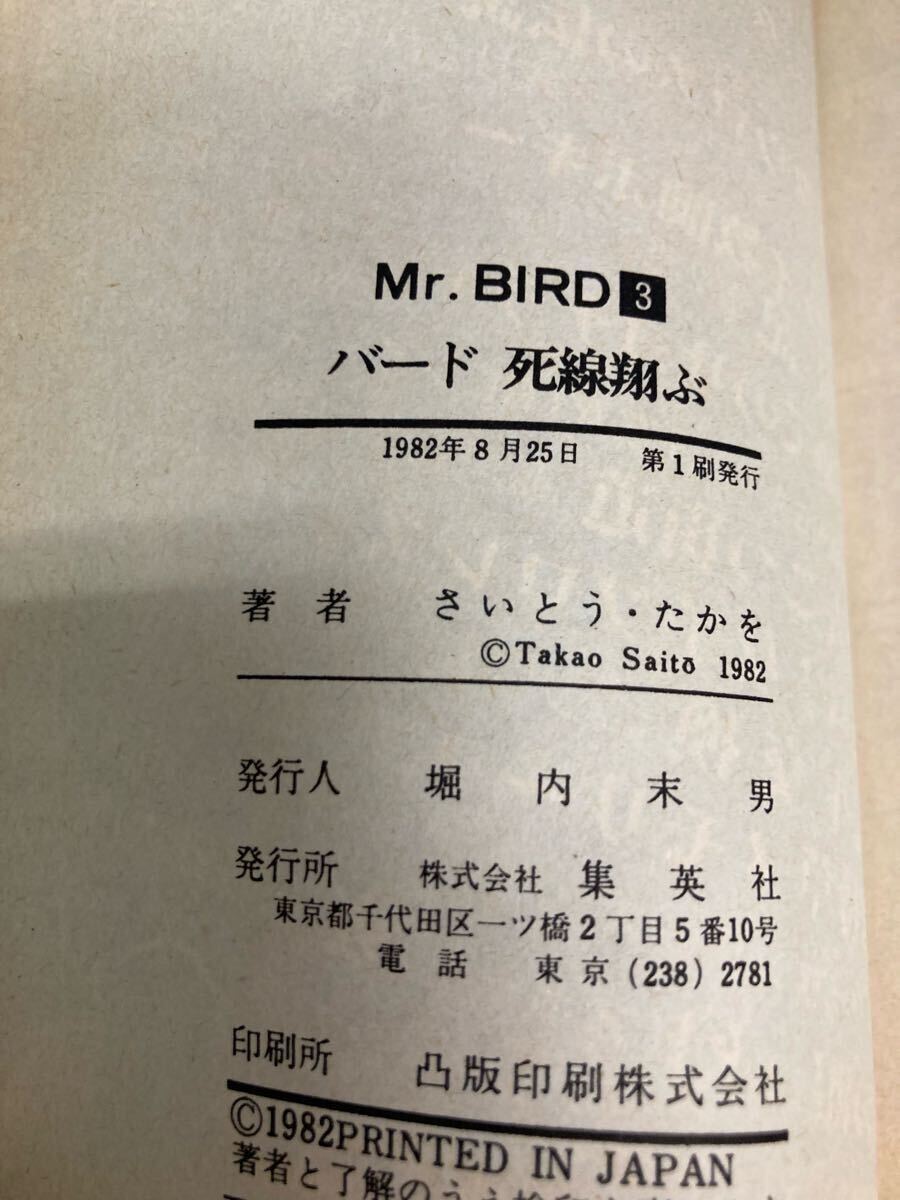 Mr. BIRD 3
バード 死線翔ぶ
1982年8月25日 第1刷発行
著者 さいとう・たかを
©Takao Saitō 1982
発行人 堀内末男
発行所 株式会社 集英社
東京都千代田区一ツ橋2丁目5番10号
電話 東京(238)2781
印刷所 凸版印刷株式会社
©1982PRINTED IN JAPAN
著者と了解のうえ検印